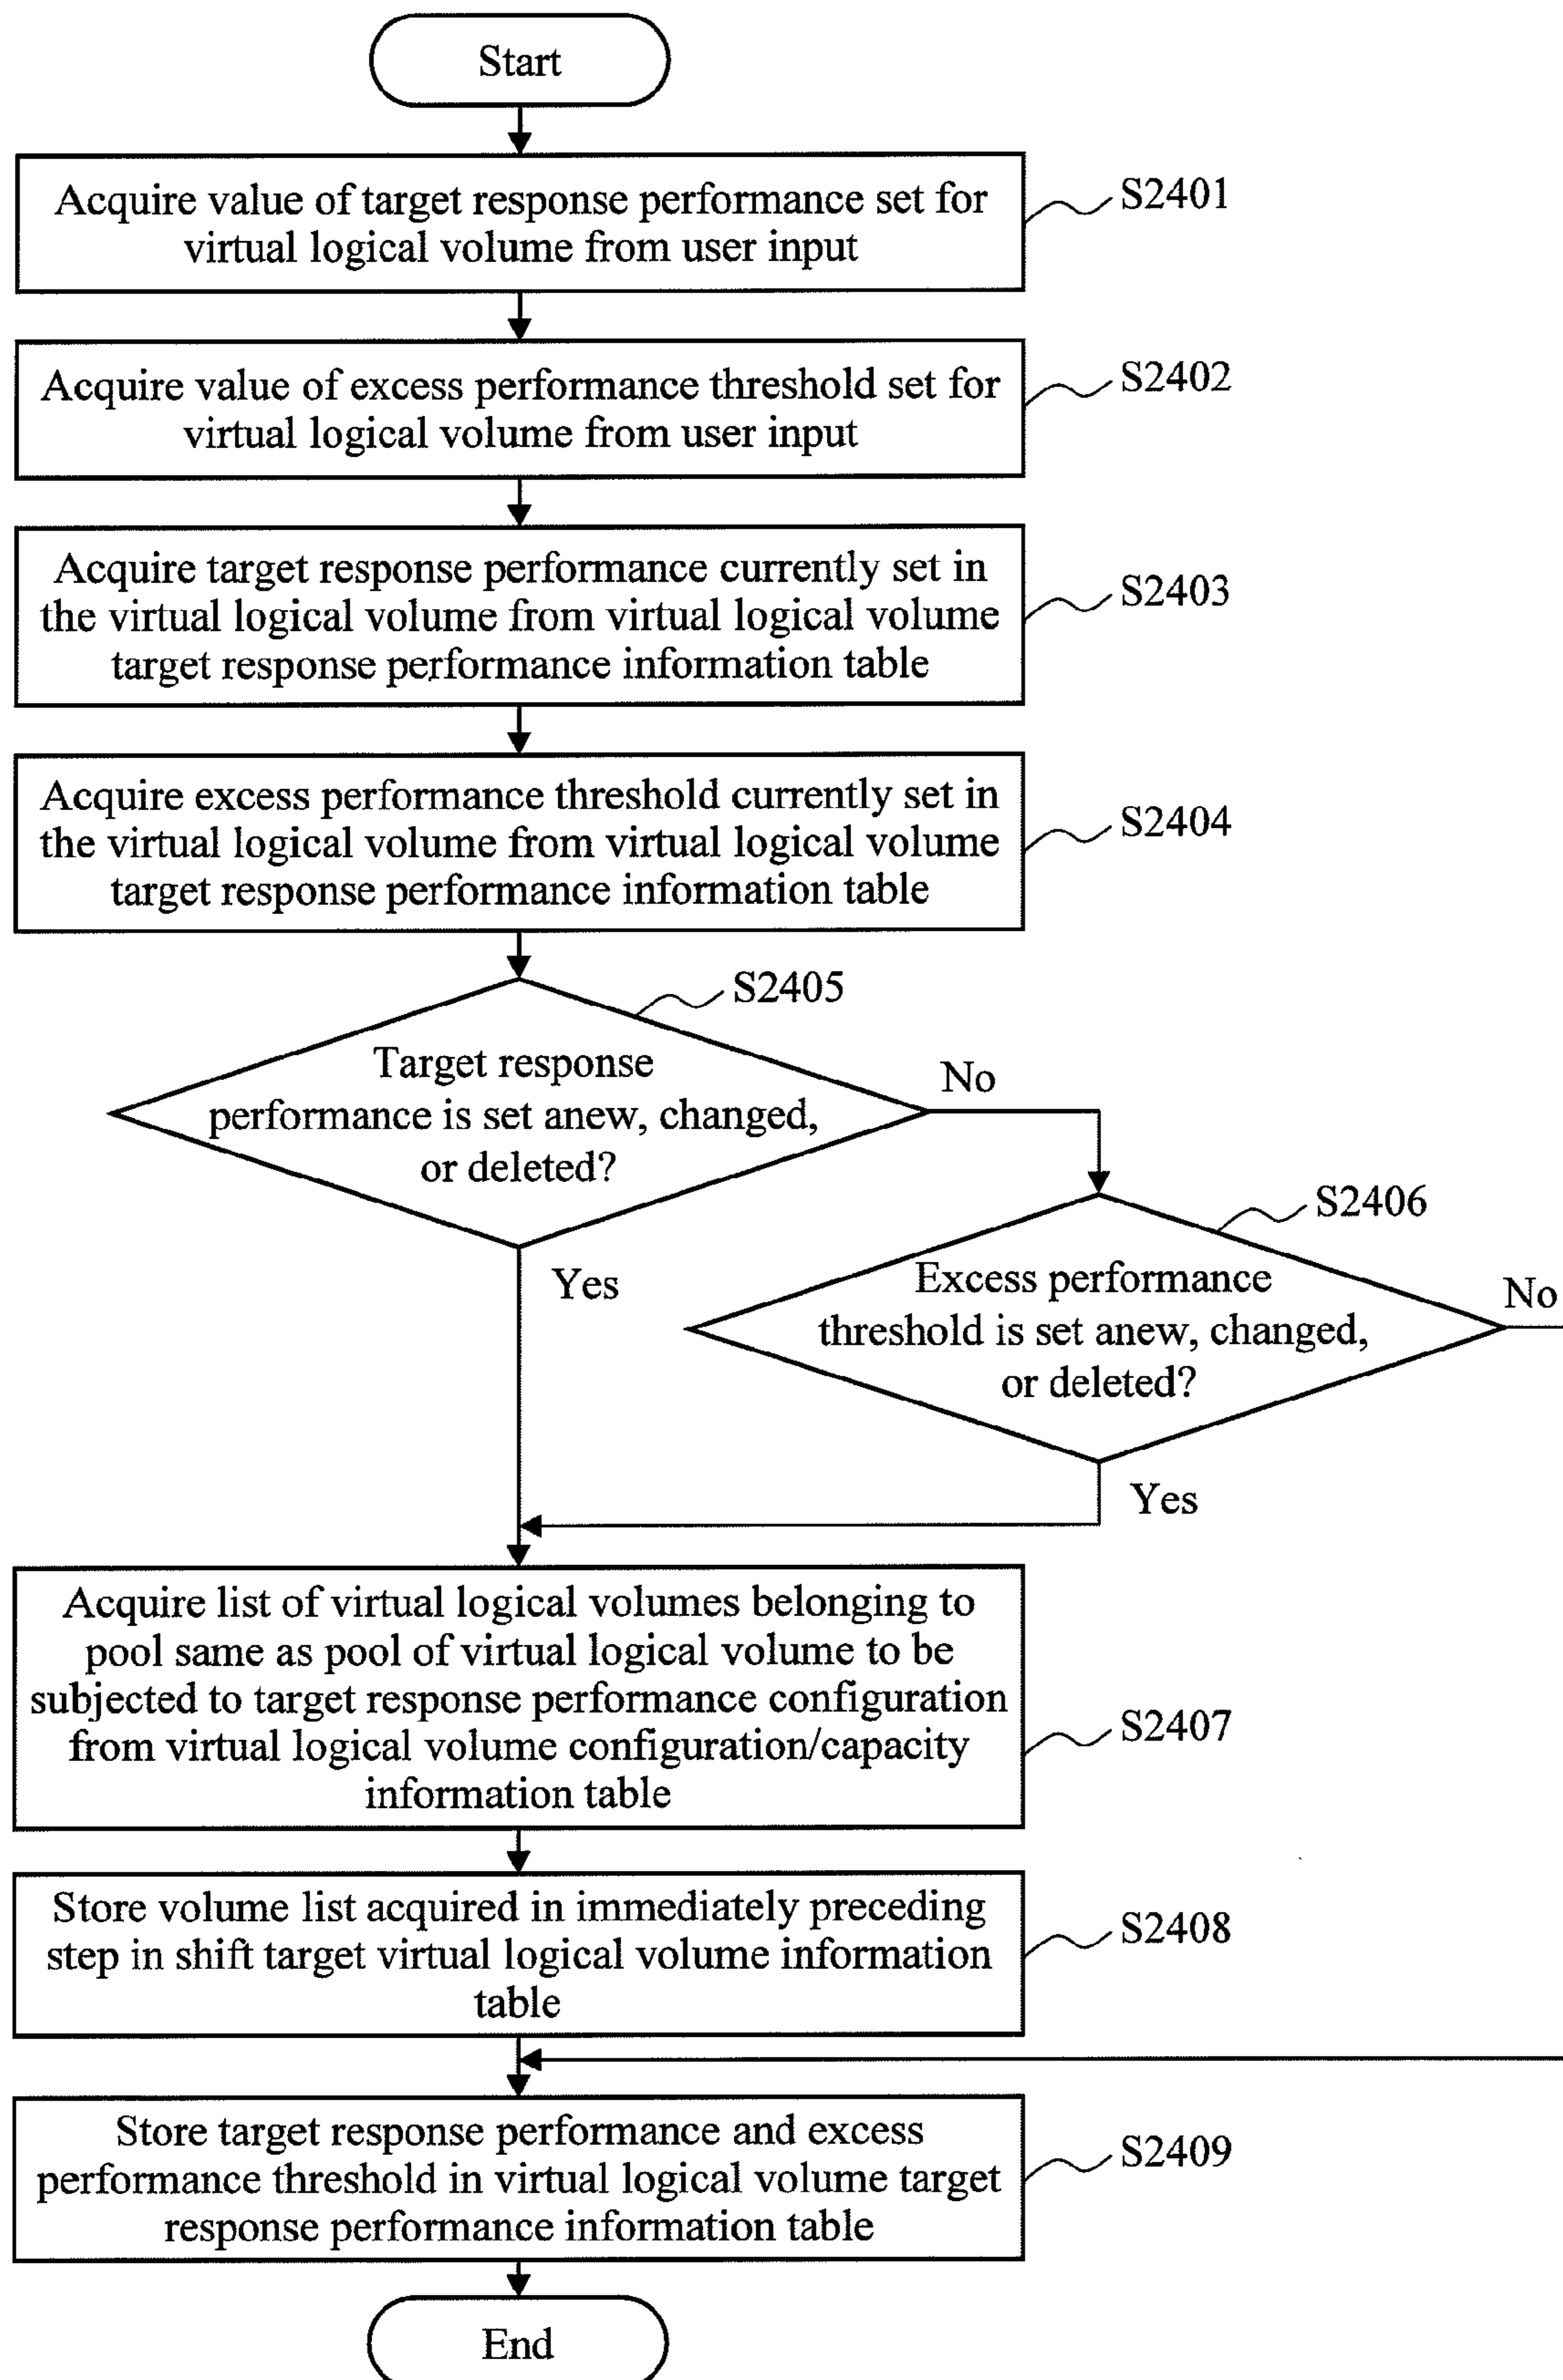 Start
Acquire value of target response performance set for
virtual logical volume from user input
S2401
Acquire value of excess performance threshold set for
virtual logical volume from user input
S2402
Acquire target response performance currently set in
the virtual logical volume from virtual logical volume
target response performance information table
S2403
Acquire excess performance threshold currently set in
the virtual logical volume from virtual logical volume
target response performance information table
S2404
S2405
Target response
performance is set anew, changed,
or deleted?
No
Yes
S2406
Excess performance
threshold is set anew, changed,
or deleted?
No
Yes
Acquire list of virtual logical volumes belonging to
pool same as pool of virtual logical volume to be
subjected to target response performance configuration
from virtual logical volume configuration/capacity
information table
S2407
Store volume list acquired in immediately preceding
step in shift target virtual logical volume information
table
S2408
Store target response performance and excess
performance threshold in virtual logical volume target
response performance information table
S2409
End